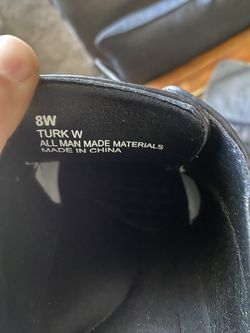 8W
TURK W
ALL MAN MADE MATERIALS
MADE IN CHINA